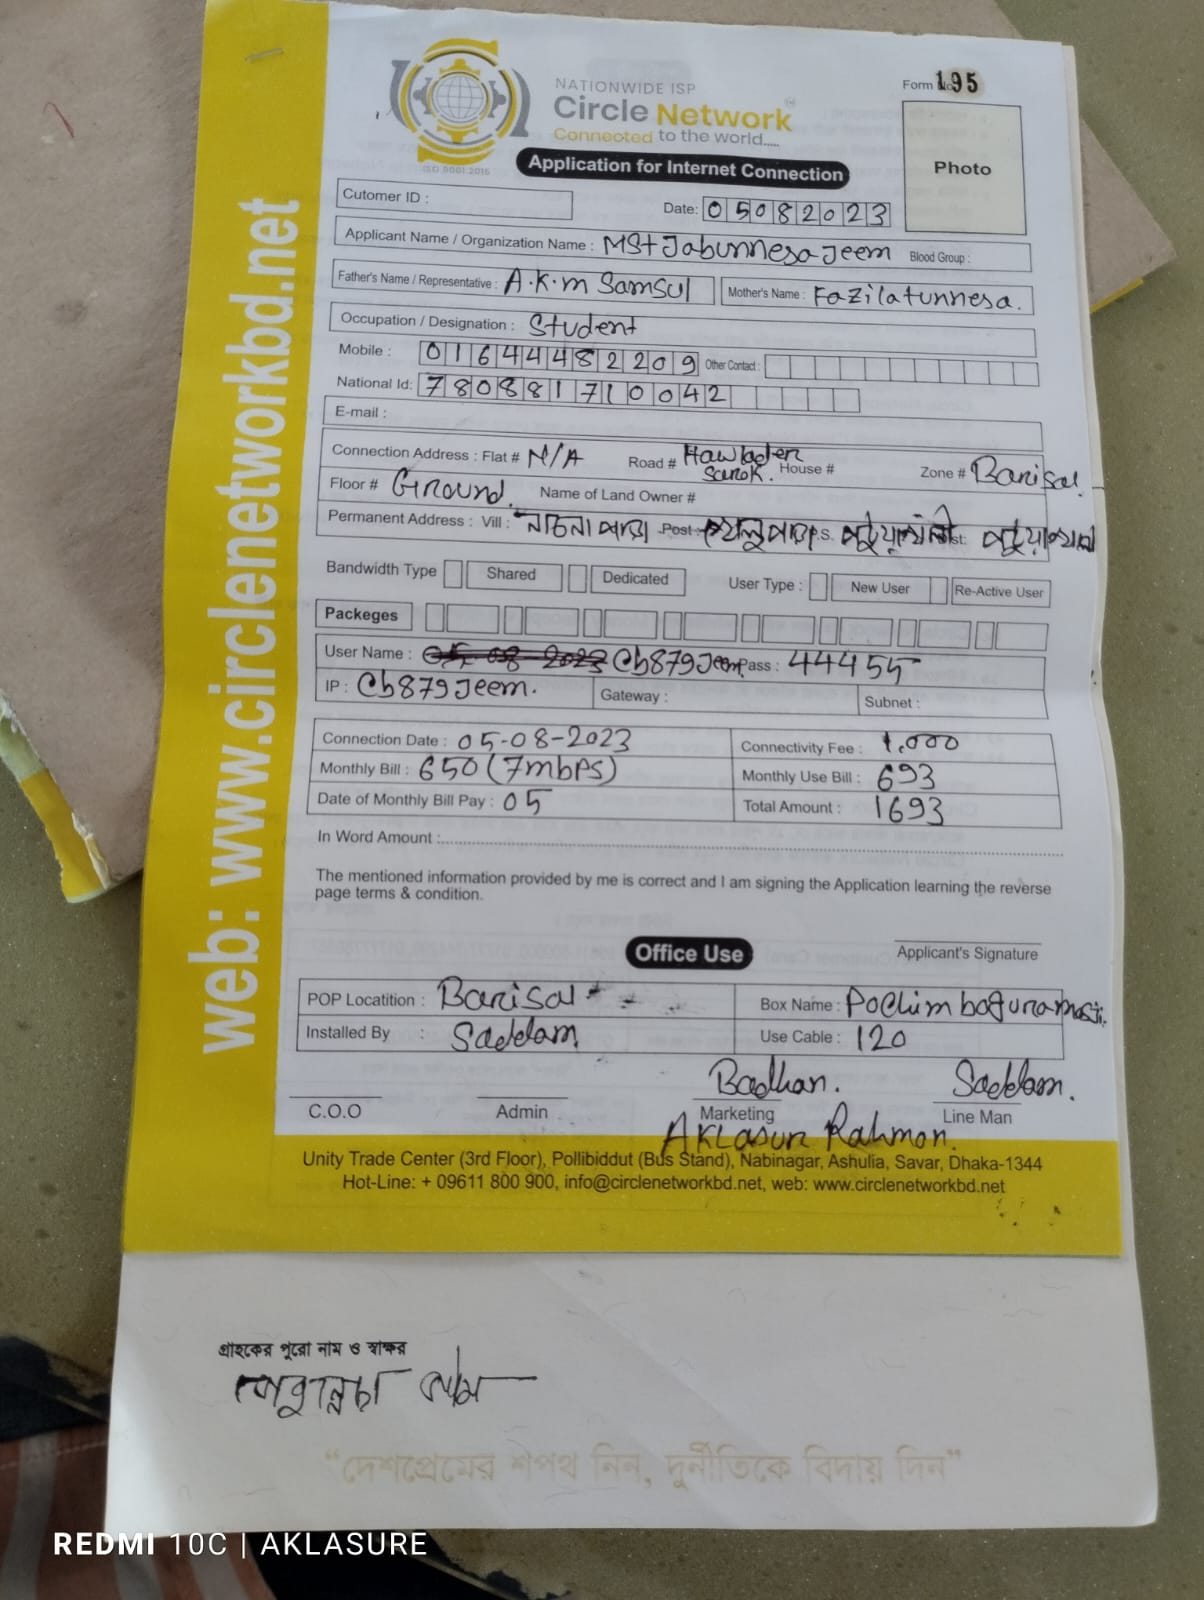 NATIONWIDE ISP
Circle Network
Connected to the world.....
ISO 9001:2015
Form No. 195
Photo
Application for Internet Connection
Cutomer ID :
Date: 05082023
Applicant Name / Organization Name : MSt Jabunnesa Jeem Blood Group :
Father's Name / Representative : A.K.m Samsul Mother's Name : Fazilatunnesa.
Occupation / Designation : Student
Mobile : 01644482209 Other Contact :
National Id: 780881710042
E-mail :
Connection Address : Flat # N/A Road # Hawlader House # Zone # Barisal.
Floor # Ground. Name of Land Owner #
Permanent Address : Vill : Post : P.S. Dist:
Bandwidth Type Shared Dedicated User Type : New User Re-Active User
Packeges
User Name : 05-08-2023 Cb879Jeem Pass : 44455
IP : Cb879Jeem. Gateway : Subnet :
Connection Date : 05-08-2023 Connectivity Fee : 1,000
Monthly Bill : 650 (7mbps) Monthly Use Bill : 693
Date of Monthly Bill Pay : 05 Total Amount : 1693
In Word Amount :
The mentioned information provided by me is correct and I am signing the Application learning the reverse
page terms & condition.
Applicant's Signature
Office Use
POP Locatition : Barisal Box Name :
Installed By : Saddam Use Cable : 120
Badhan. Saddam.
C.O.O Admin Marketing Line Man
Aklasur Rahman.
Unity Trade Center (3rd Floor), Pollibiddut (Bus Stand), Nabinagar, Ashulia, Savar, Dhaka-1344
Hot-Line: + 09611 800 900, info@circlenetworkbd.net, web: www.circlenetworkbd.net
web: www.circlenetworkbd.net
গ্রাহকের পুরো নাম ও স্বাক্ষর
“দেশপ্রেমের শপথ নিন, দুর্নীতিকে বিদায় দিন”
REDMI 10C | AKLASURE